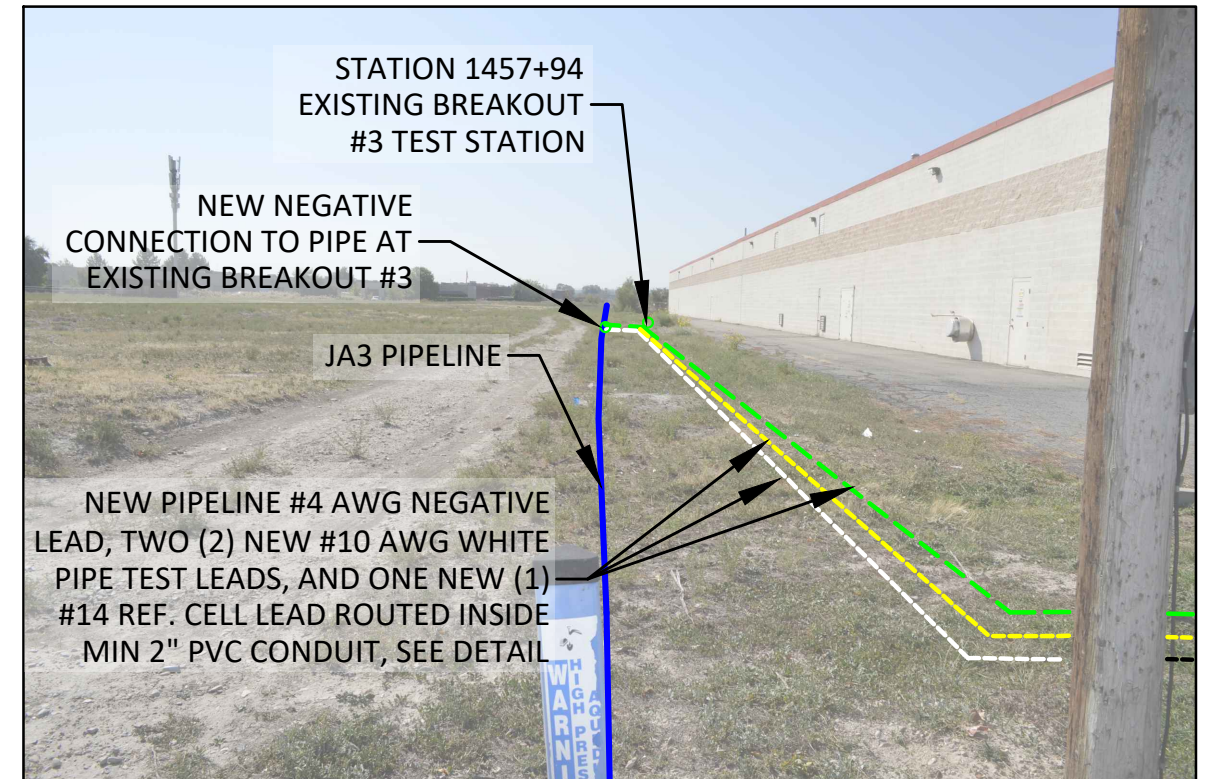 STATION 1457+94
EXISTING BREAKOUT
#3 TEST STATION
NEW NEGATIVE
CONNECTION TO PIPE AT
EXISTING BREAKOUT #3
JA3 PIPELINE
NEW PIPELINE #4 AWG NEGATIVE
LEAD, TWO (2) NEW #10 AWG WHITE
PIPE TEST LEADS, AND ONE NEW (1)
#14 REF. CELL LEAD ROUTED INSIDE
MIN 2" PVC CONDUIT, SEE DETAIL
WARNI
HIGH PRES
AQUED